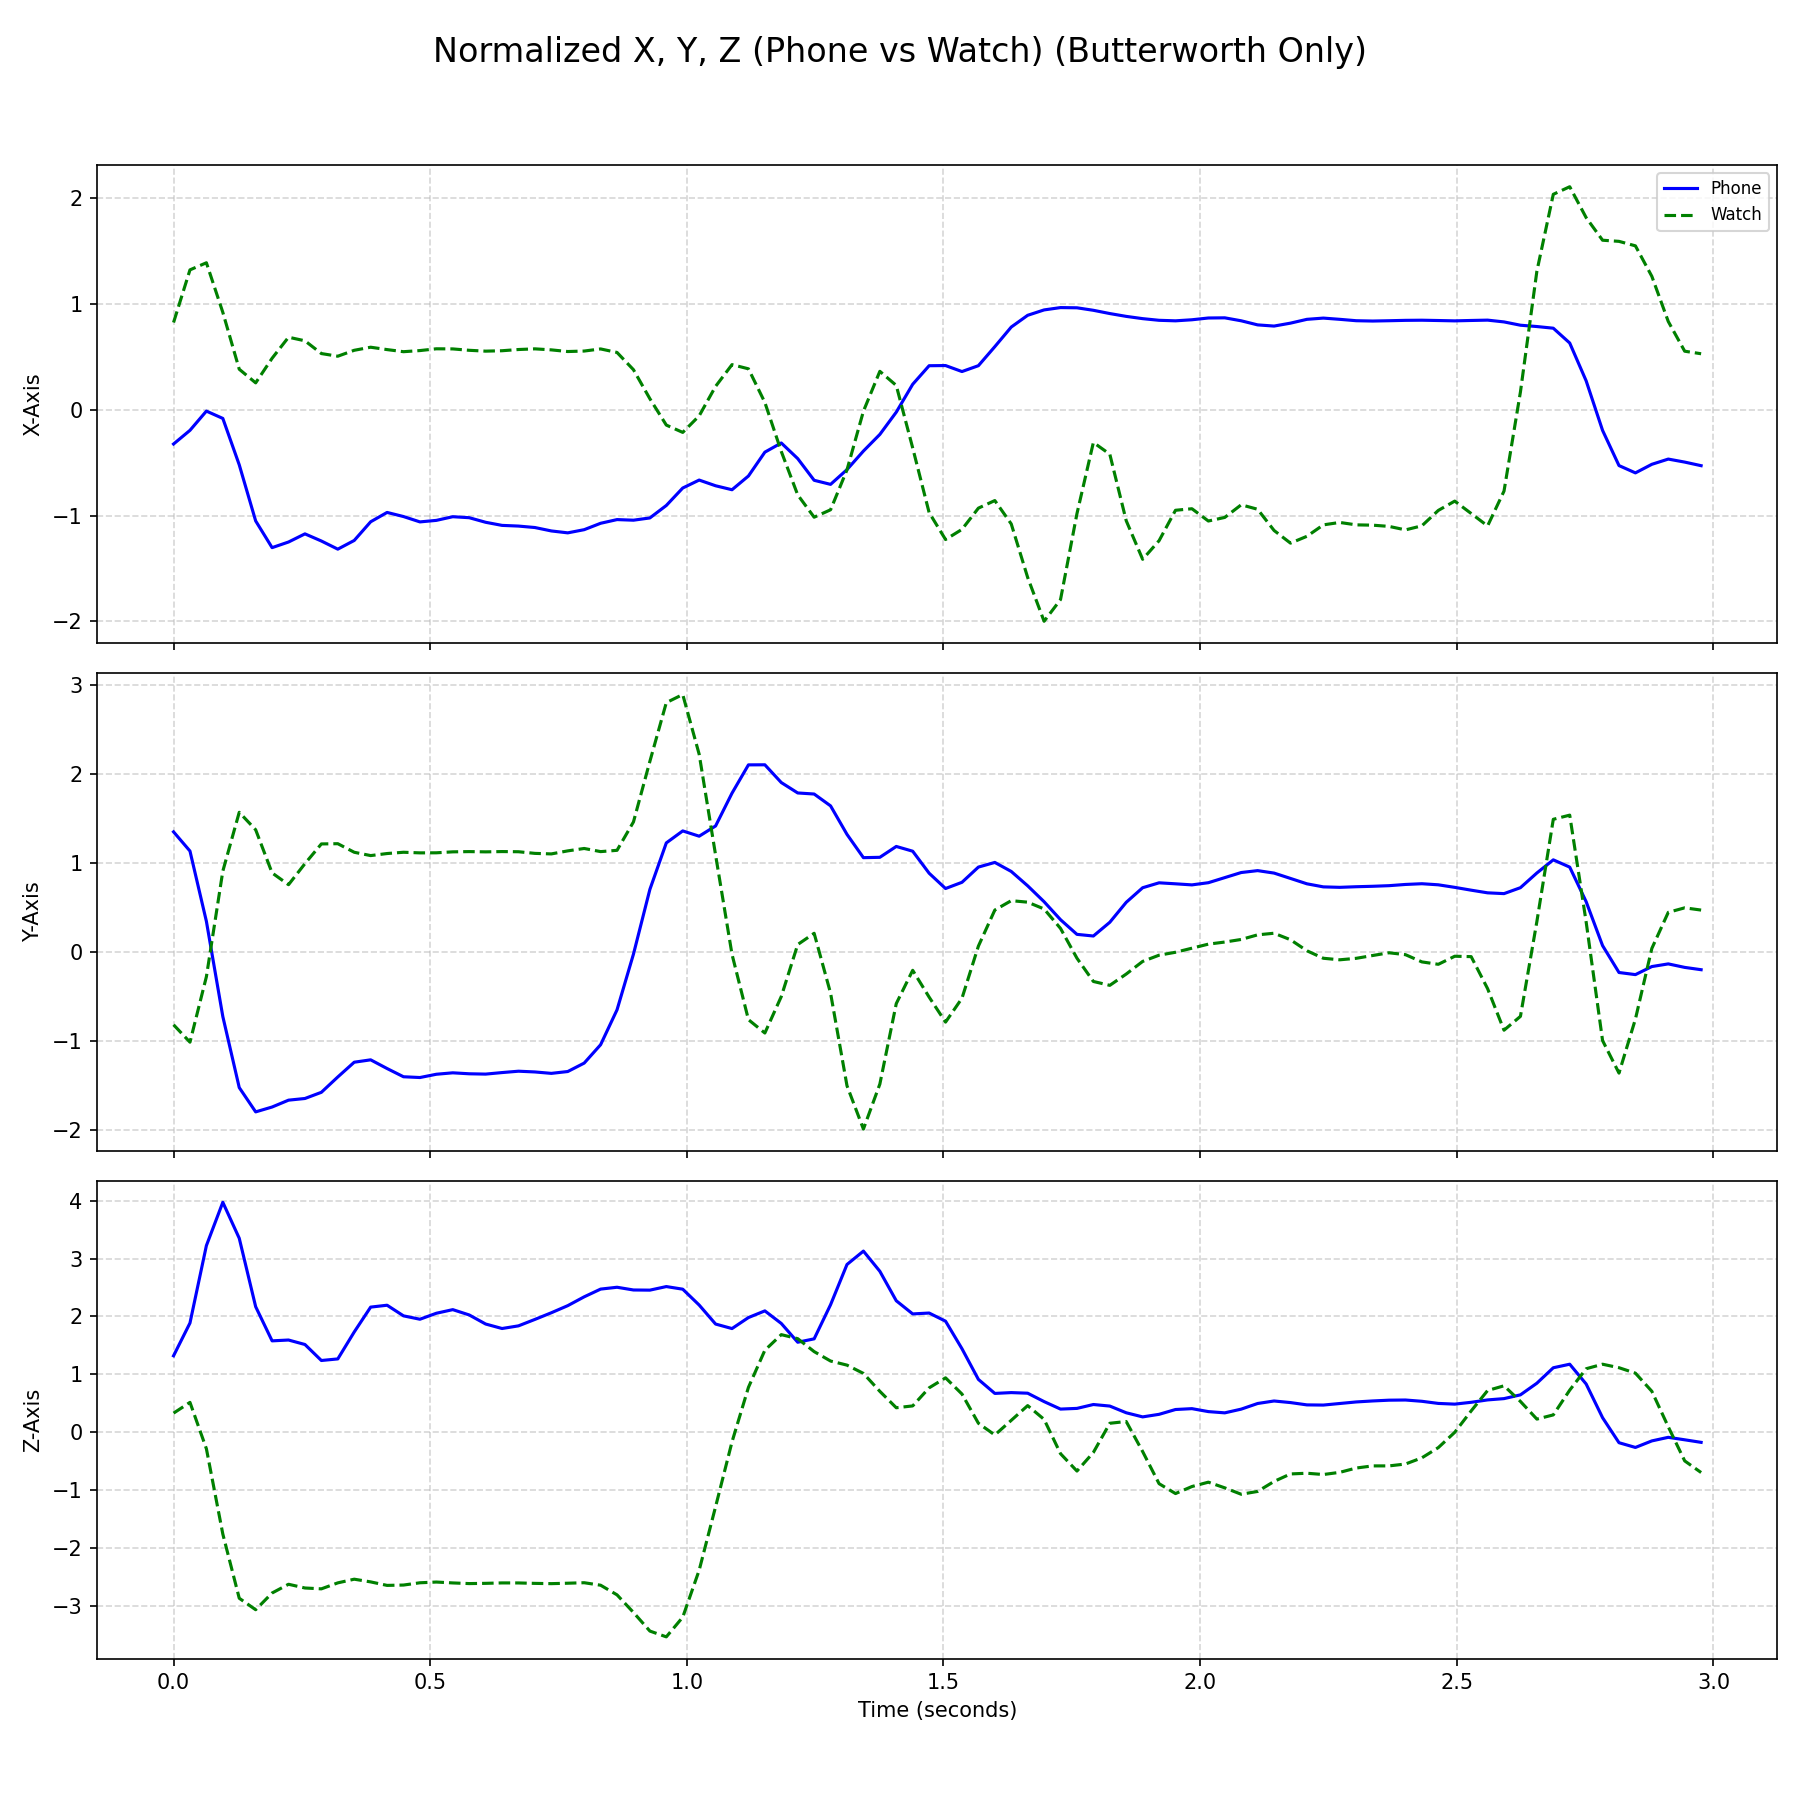 Normalized X, Y, Z (Phone vs Watch) (Butterworth Only)
Phone
Watch
X-Axis
2
1
0
−1
−2
Y-Axis
3
2
1
0
−1
−2
Z-Axis
4
3
2
1
0
−1
−2
−3
0.0 0.5 1.0 1.5 2.0 2.5 3.0
Time (seconds)